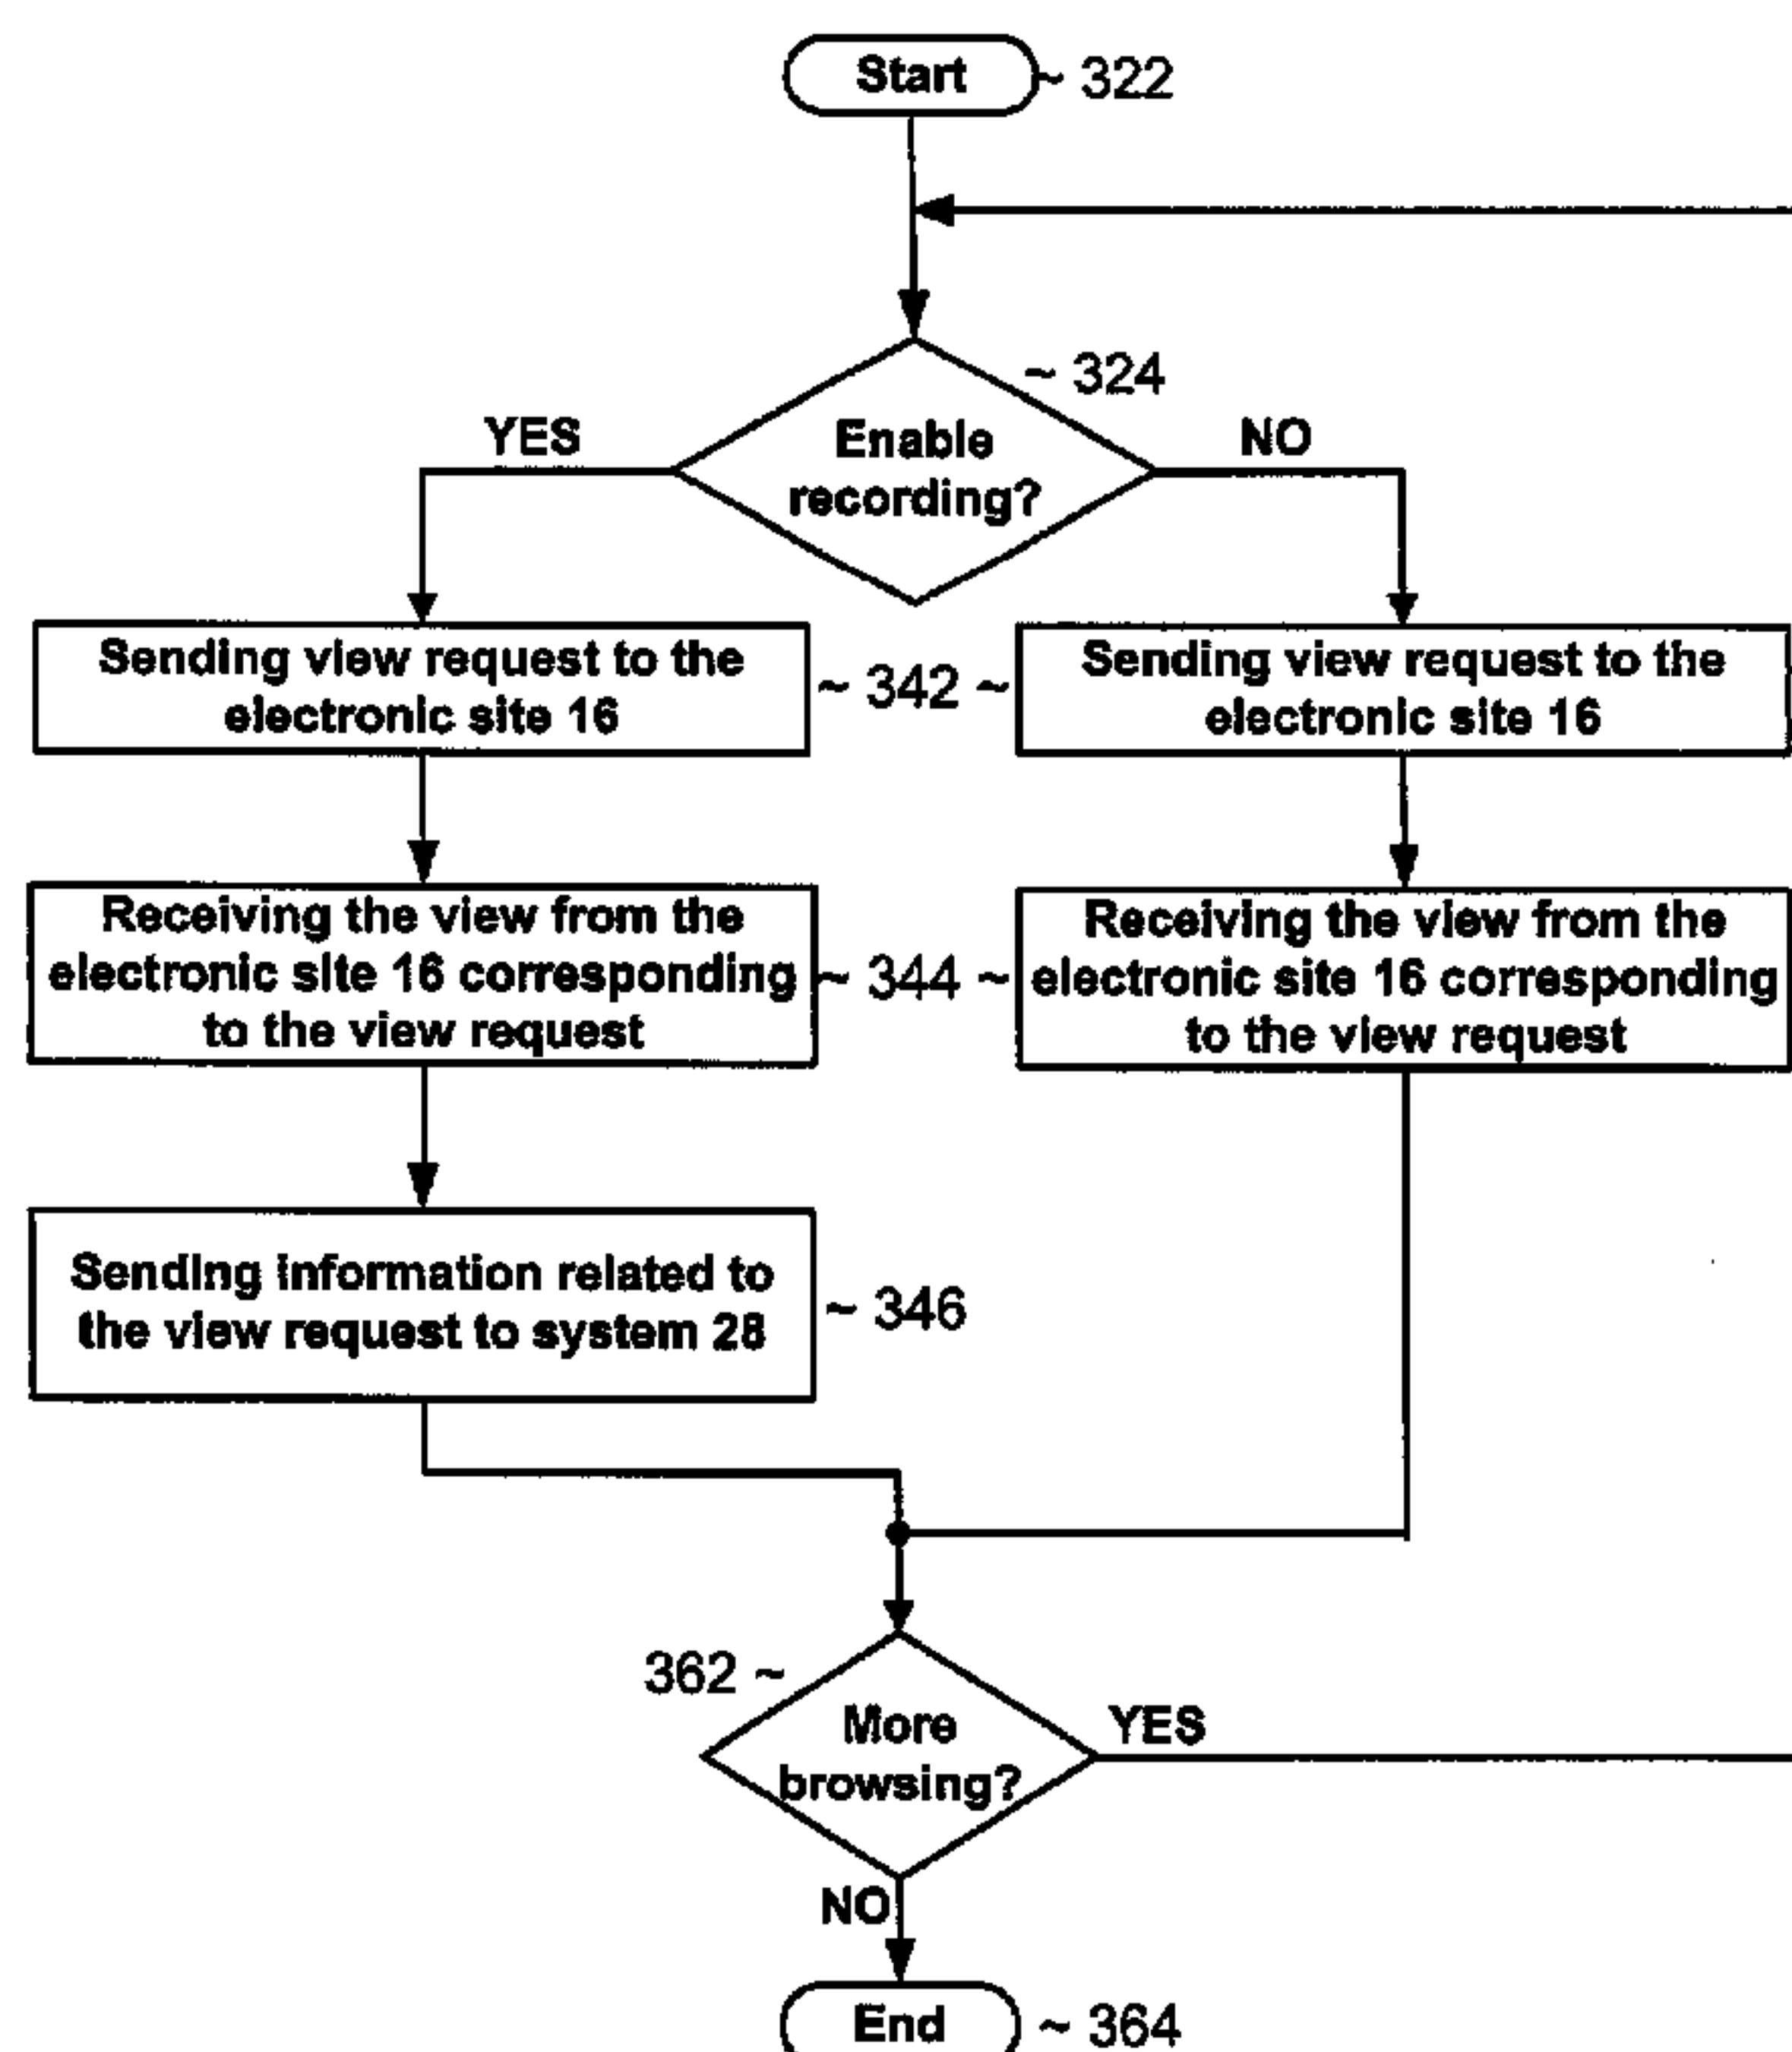 Start ~ 322
~ 324
YES
Enable
recording?
NO
Sending view request to the
electronic site 16
~ 342 ~
Sending view request to the
electronic site 16
Receiving the view from the
electronic site 16 corresponding
to the view request
~ 344 ~
Receiving the view from the
electronic site 16 corresponding
to the view request
Sending information related to
the view request to system 28
~ 346
362 ~
More
browsing?
YES
NO
End ~ 364